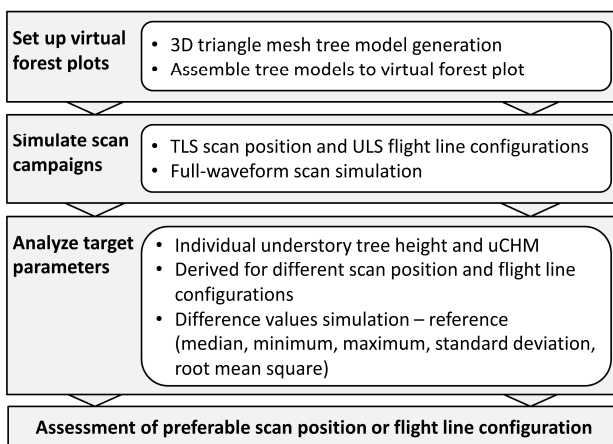 Set up virtual
forest plots
• 3D triangle mesh tree model generation
• Assemble tree models to virtual forest plot
Simulate scan
campaigns
• TLS scan position and ULS flight line configurations
• Full-waveform scan simulation
Analyze target
parameters
• Individual understory tree height and uCHM
• Derived for different scan position and flight line
configurations
• Difference values simulation – reference
(median, minimum, maximum, standard deviation,
root mean square)
Assessment of preferable scan position or flight line configuration